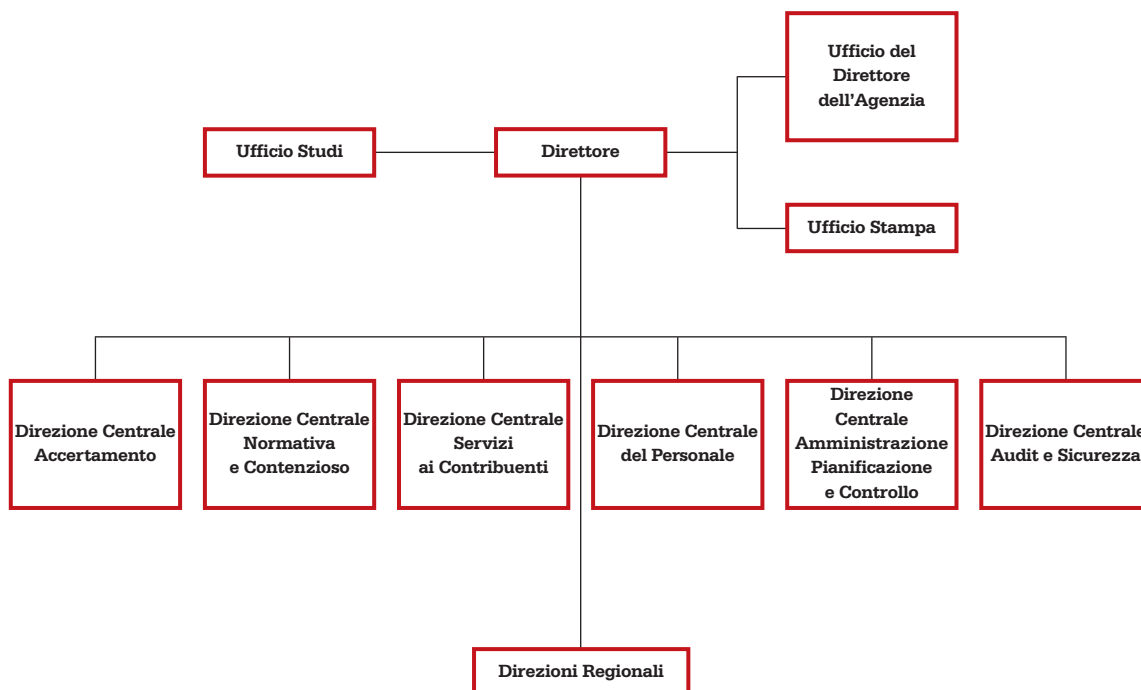 Ufficio del
Direttore
dell'Agenzia
Ufficio Studi
Direttore
Ufficio Stampa
Direzione Centrale
Accertamento
Direzione Centrale
Normativa
e Contenzioso
Direzione Centrale
Servizi
ai Contribuenti
Direzione Centrale
del Personale
Direzione
Centrale
Amministrazione
Pianificazione
e Controllo
Direzione Centrale
Audit e Sicurezza
Direzioni Regionali